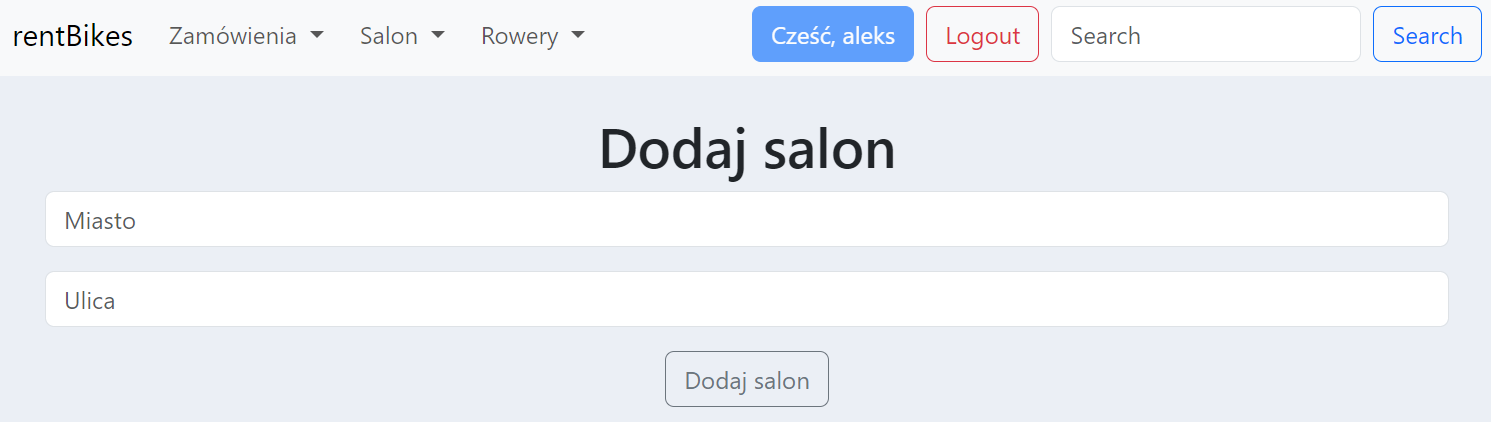 rentBikes Zamówienia Salon Rowery Cześć, aleks Logout Search Search
Dodaj salon
Miasto
Ulica
Dodaj salon